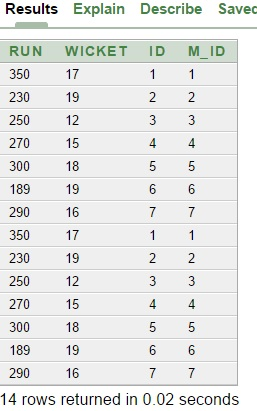 Results Explain Describe Saved
RUN WICKET ID M_ID
350 17 1 1
230 19 2 2
250 12 3 3
270 15 4 4
300 18 5 5
189 19 6 6
290 16 7 7
350 17 1 1
230 19 2 2
250 12 3 3
270 15 4 4
300 18 5 5
189 19 6 6
290 16 7 7
14 rows returned in 0.02 seconds